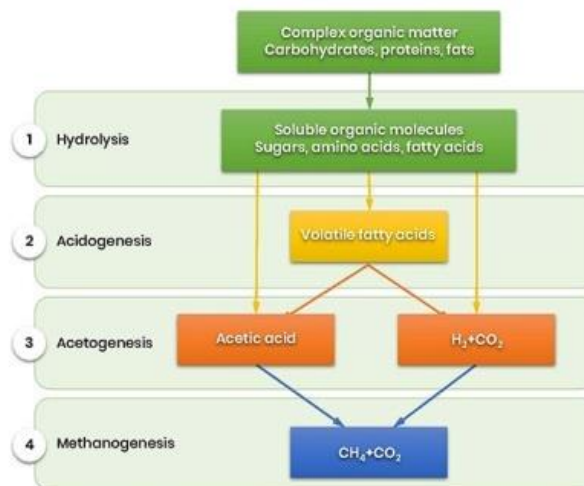 Complex organic matter
Carbohydrates, proteins, fats
1 Hydrolysis
Soluble organic molecules
Sugars, amino acids, fatty acids
2 Acidogenesis
Volatile fatty acids
3 Acetogenesis
Acetic acid
H₂+CO₂
4 Methanogenesis
CH₄+CO₂